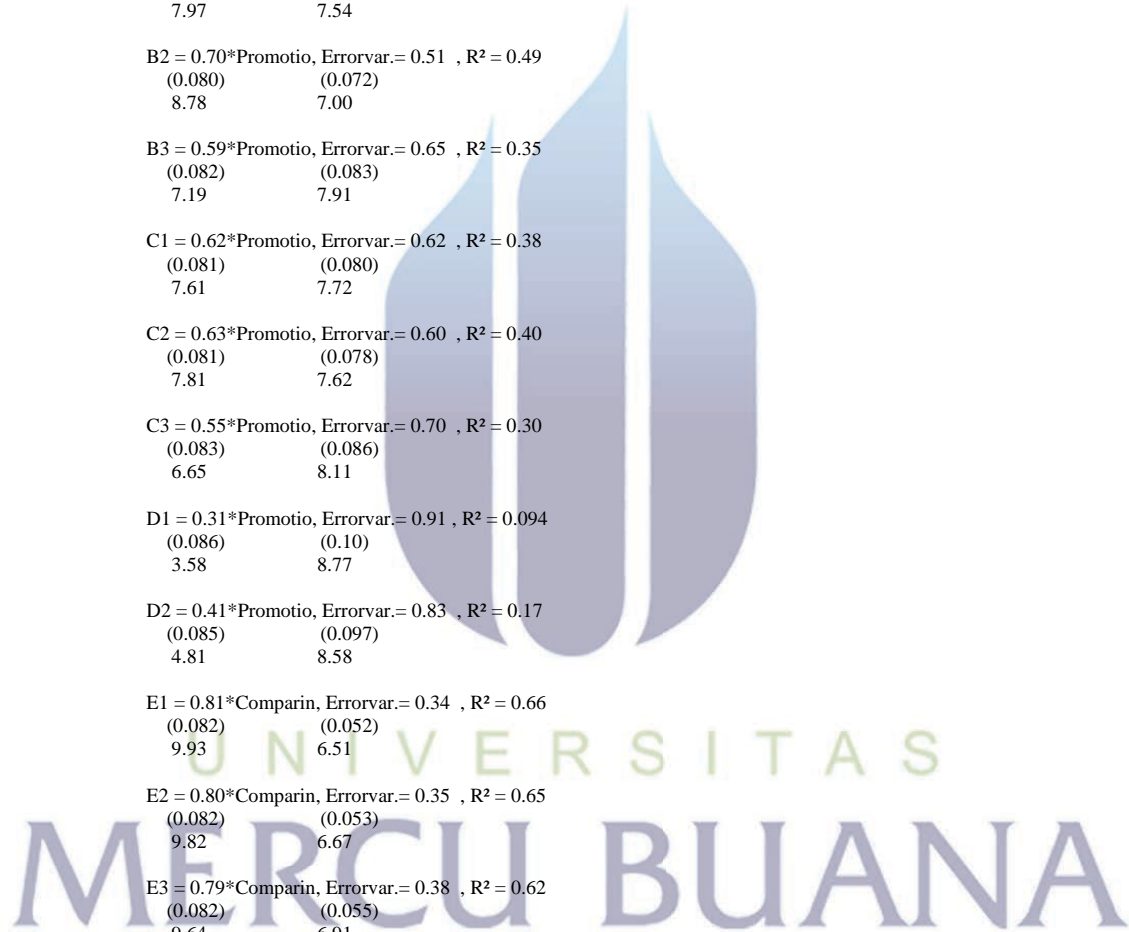 7.97 7.54
B2 = 0.70*Promotio, Errorvar.= 0.51 , R² = 0.49
(0.080) (0.072)
8.78 7.00
B3 = 0.59*Promotio, Errorvar.= 0.65 , R² = 0.35
(0.082) (0.083)
7.19 7.91
C1 = 0.62*Promotio, Errorvar.= 0.62 , R² = 0.38
(0.081) (0.080)
7.61 7.72
C2 = 0.63*Promotio, Errorvar.= 0.60 , R² = 0.40
(0.081) (0.078)
7.81 7.62
C3 = 0.55*Promotio, Errorvar.= 0.70 , R² = 0.30
(0.083) (0.086)
6.65 8.11
D1 = 0.31*Promotio, Errorvar.= 0.91 , R² = 0.094
(0.086) (0.10)
3.58 8.77
D2 = 0.41*Promotio, Errorvar.= 0.83 , R² = 0.17
(0.085) (0.097)
4.81 8.58
E1 = 0.81*Comparin, Errorvar.= 0.34 , R² = 0.66
(0.082) (0.052)
9.93 6.51
UNIVERSITAS
E2 = 0.80*Comparin, Errorvar.= 0.35 , R² = 0.65
(0.082) (0.053)
9.82 6.67
MERCU BUANA
E3 = 0.79*Comparin, Errorvar.= 0.38 , R² = 0.62
(0.082) (0.055)
9.64 6.91